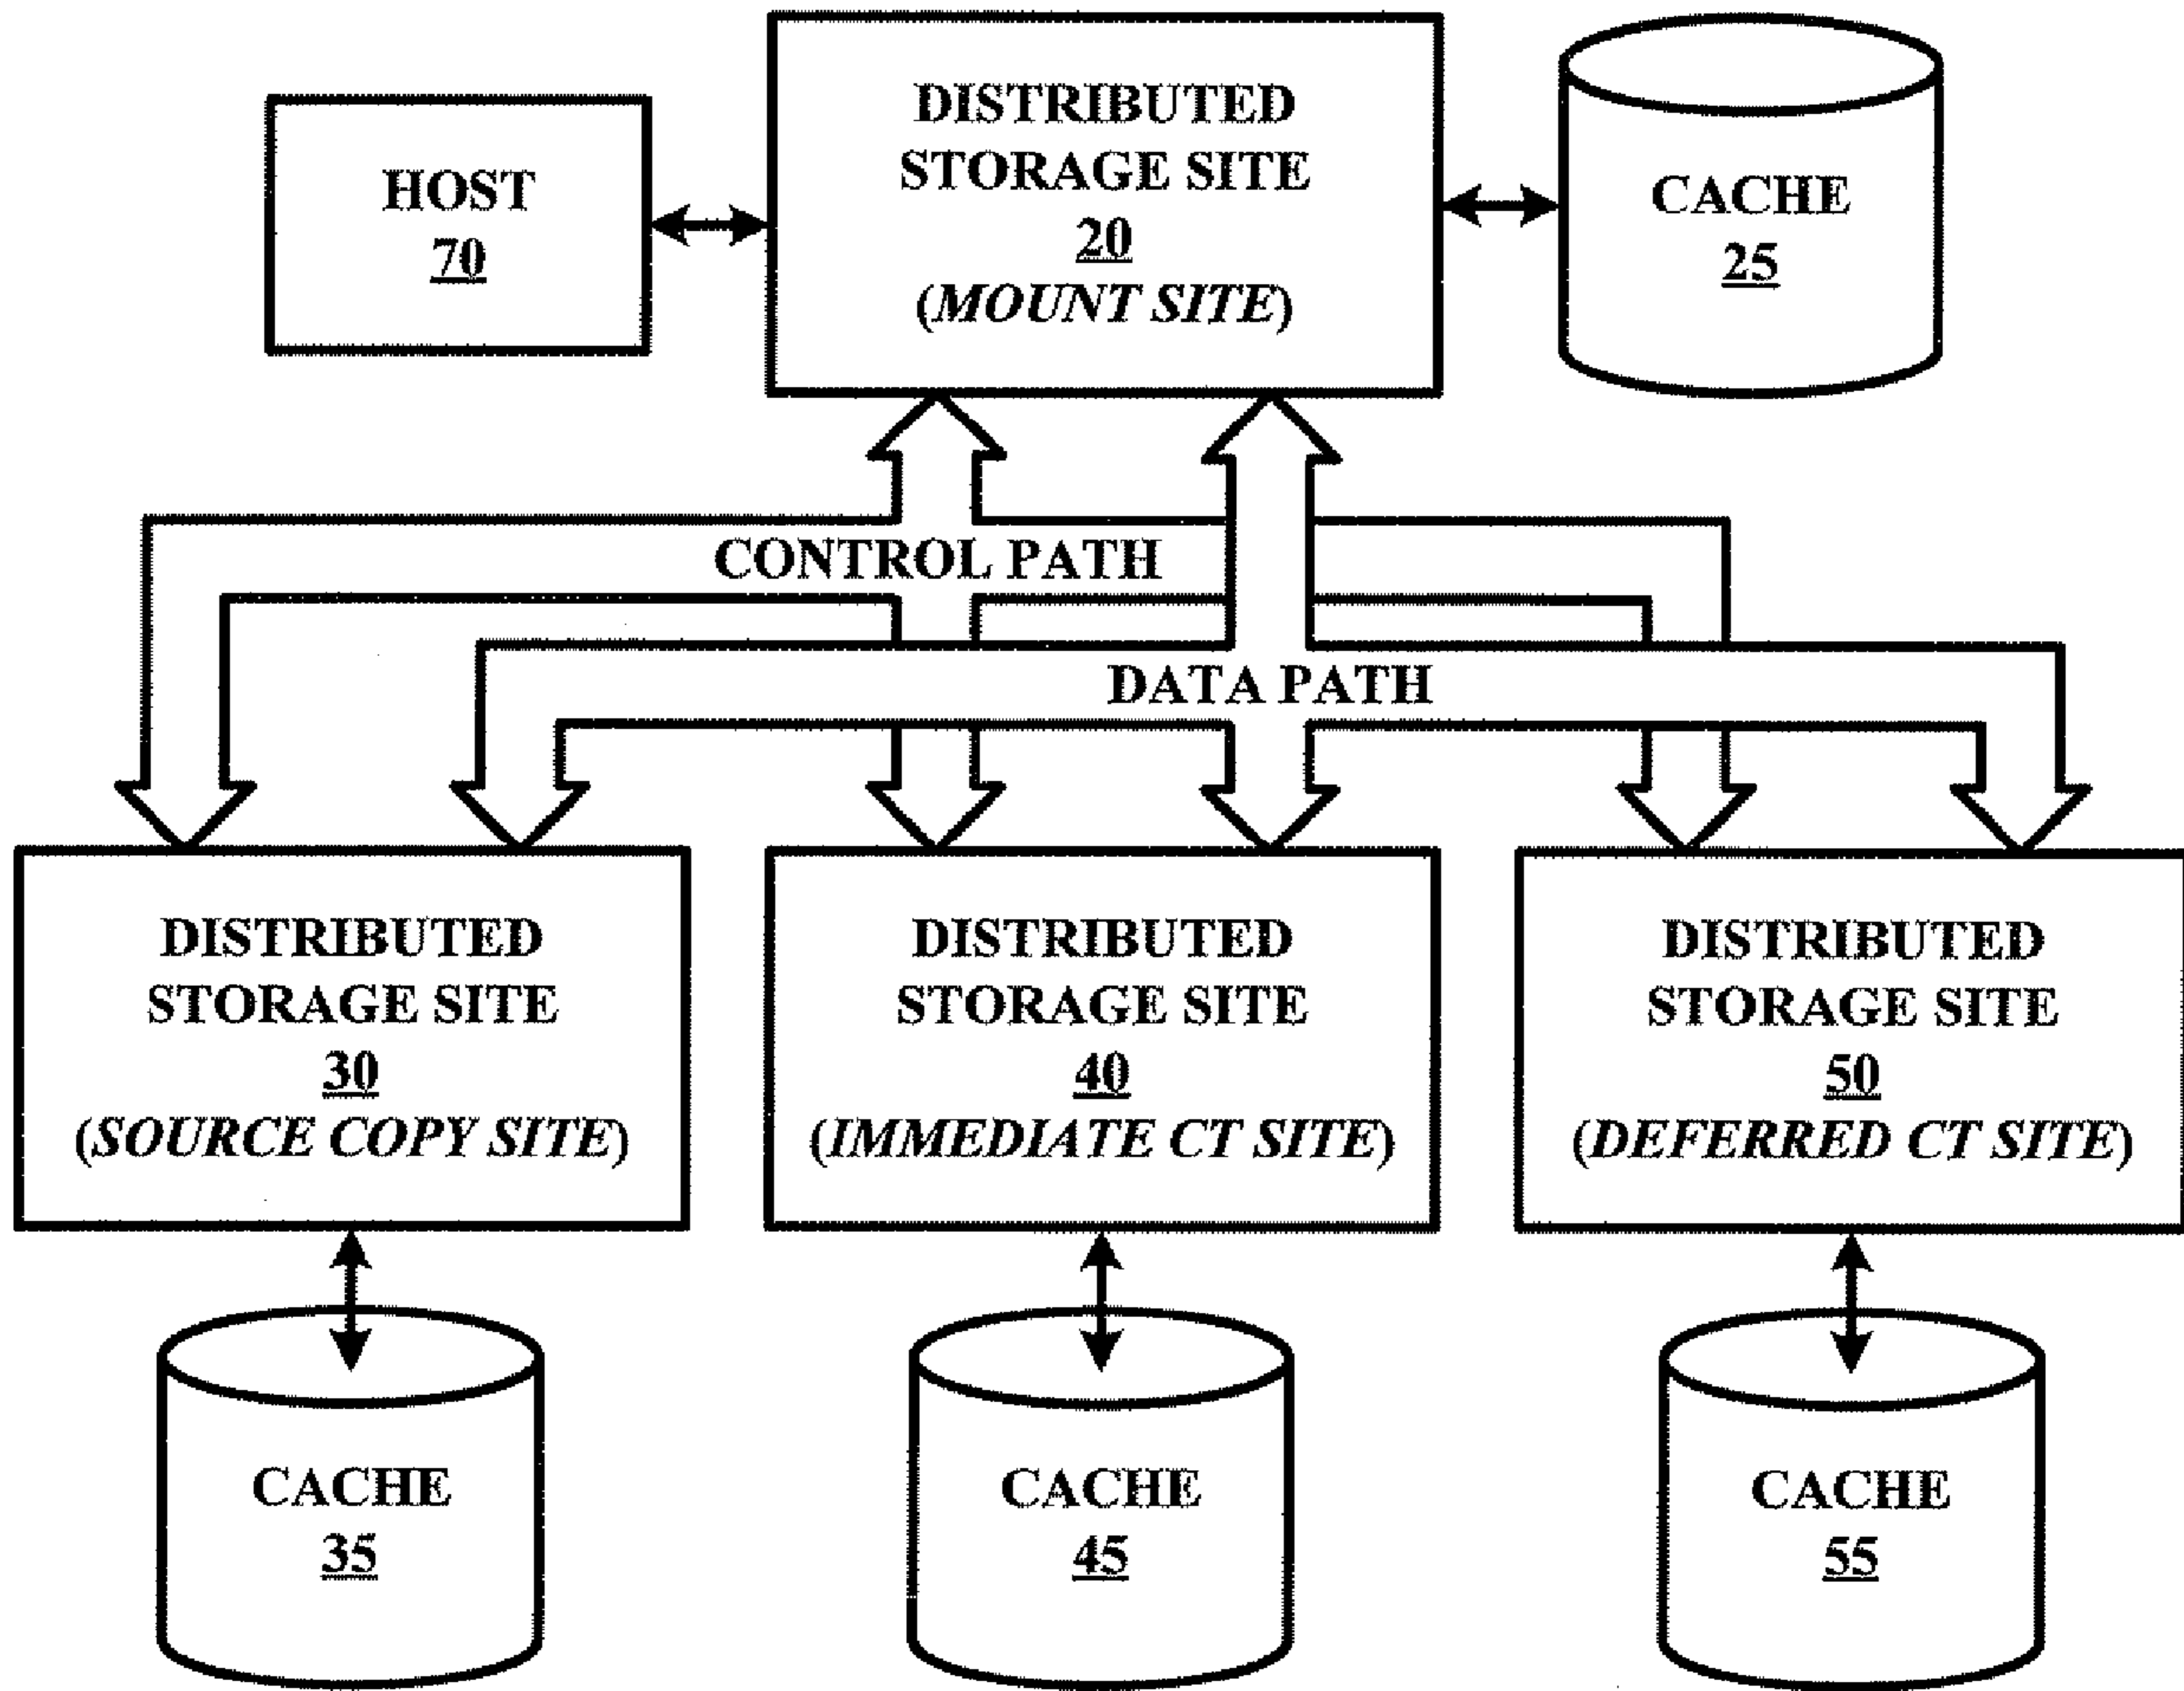 HOST
70
DISTRIBUTED
STORAGE SITE
20
(MOUNT SITE)
CACHE
25
CONTROL PATH
DATA PATH
DISTRIBUTED
STORAGE SITE
30
(SOURCE COPY SITE)
DISTRIBUTED
STORAGE SITE
40
(IMMEDIATE CT SITE)
DISTRIBUTED
STORAGE SITE
50
(DEFERRED CT SITE)
CACHE
35
CACHE
45
CACHE
55